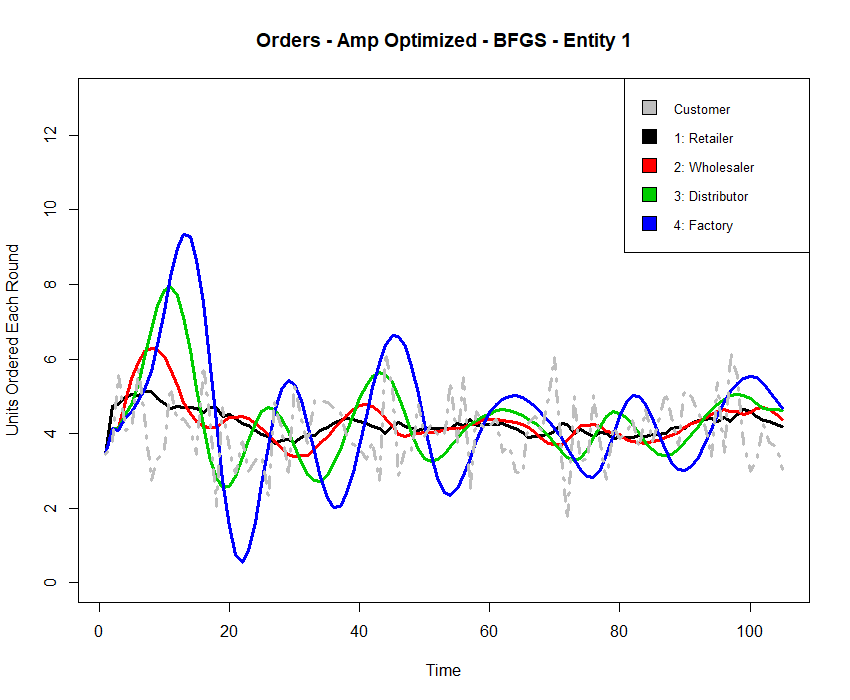 Orders - Amp Optimized - BFGS - Entity 1
Customer
1: Retailer
2: Wholesaler
3: Distributor
4: Factory
Units Ordered Each Round
12
10
8
6
4
2
0
0 20 40 60 80 100
Time